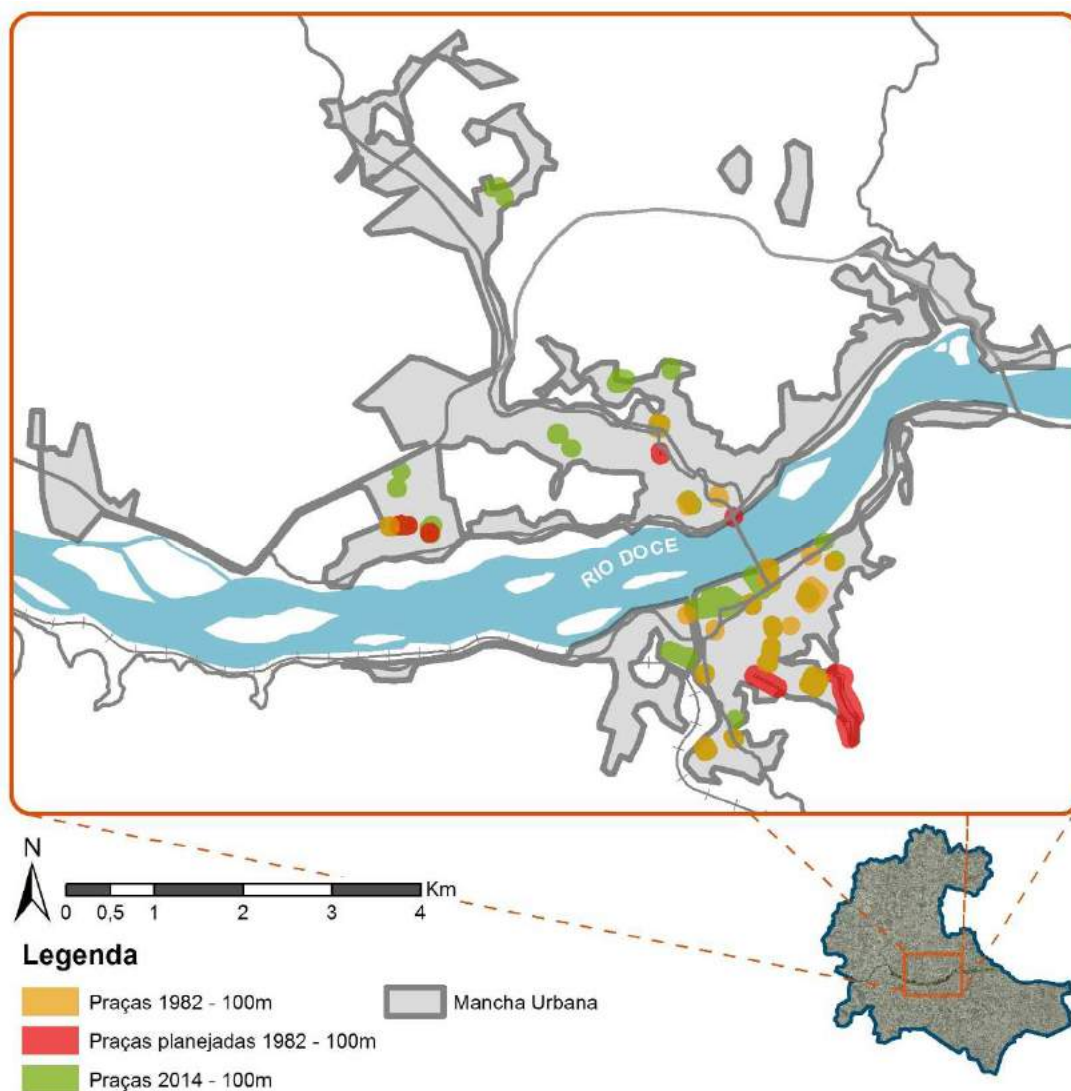 RIO DOCE
N
Km
0 0,5 1 2 3 4
Legenda
Praças 1982 - 100m
Mancha Urbana
Praças planejadas 1982 - 100m
Praças 2014 - 100m